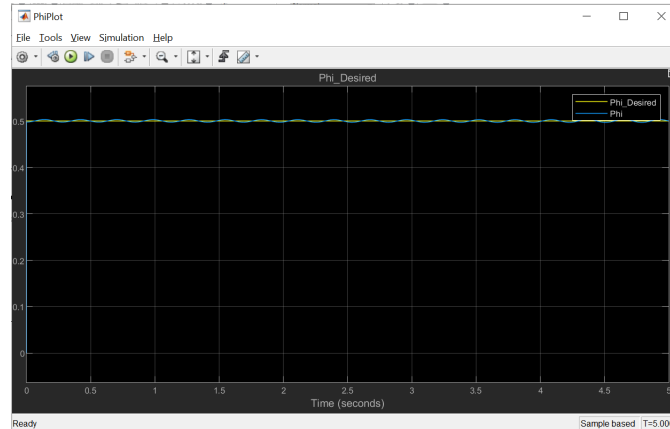 PhiPlot
File Tools View Simulation Help
Phi_Desired
Phi_Desired
Phi
0.5
0.4
0.3
0.2
0.1
0
0 0.5 1 1.5 2 2.5 3 3.5 4 4.5 5
Time (seconds)
Ready Sample based T=5.00